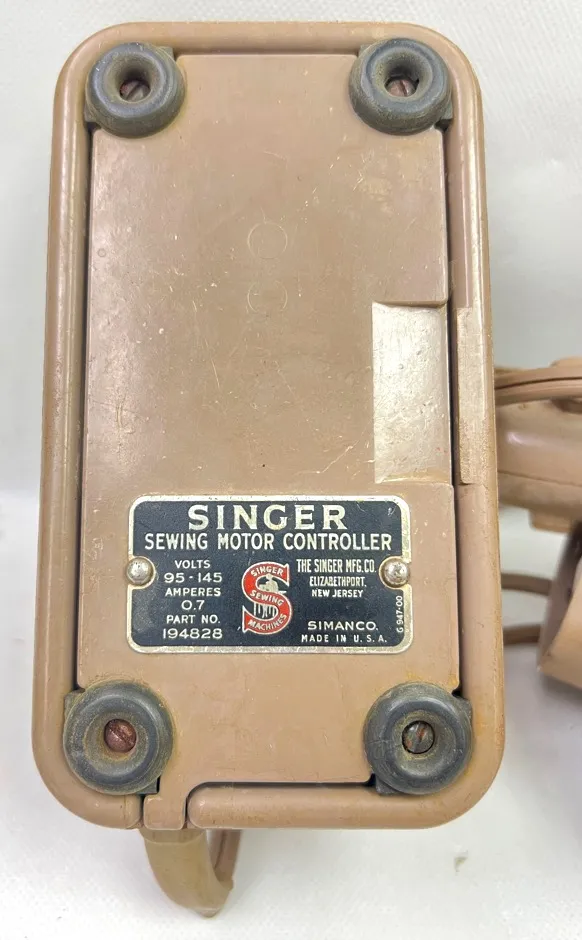 SINGER
SEWING MOTOR CONTROLLER
VOLTS
95-145
AMPERES
0.7
PART NO.
194828
SINGER
SEWING
MACHINES
THE SINGER MFG. CO.
ELIZABETHPORT,
NEW JERSEY
SIMANCO.
MADE IN U.S.A.
G 947-00